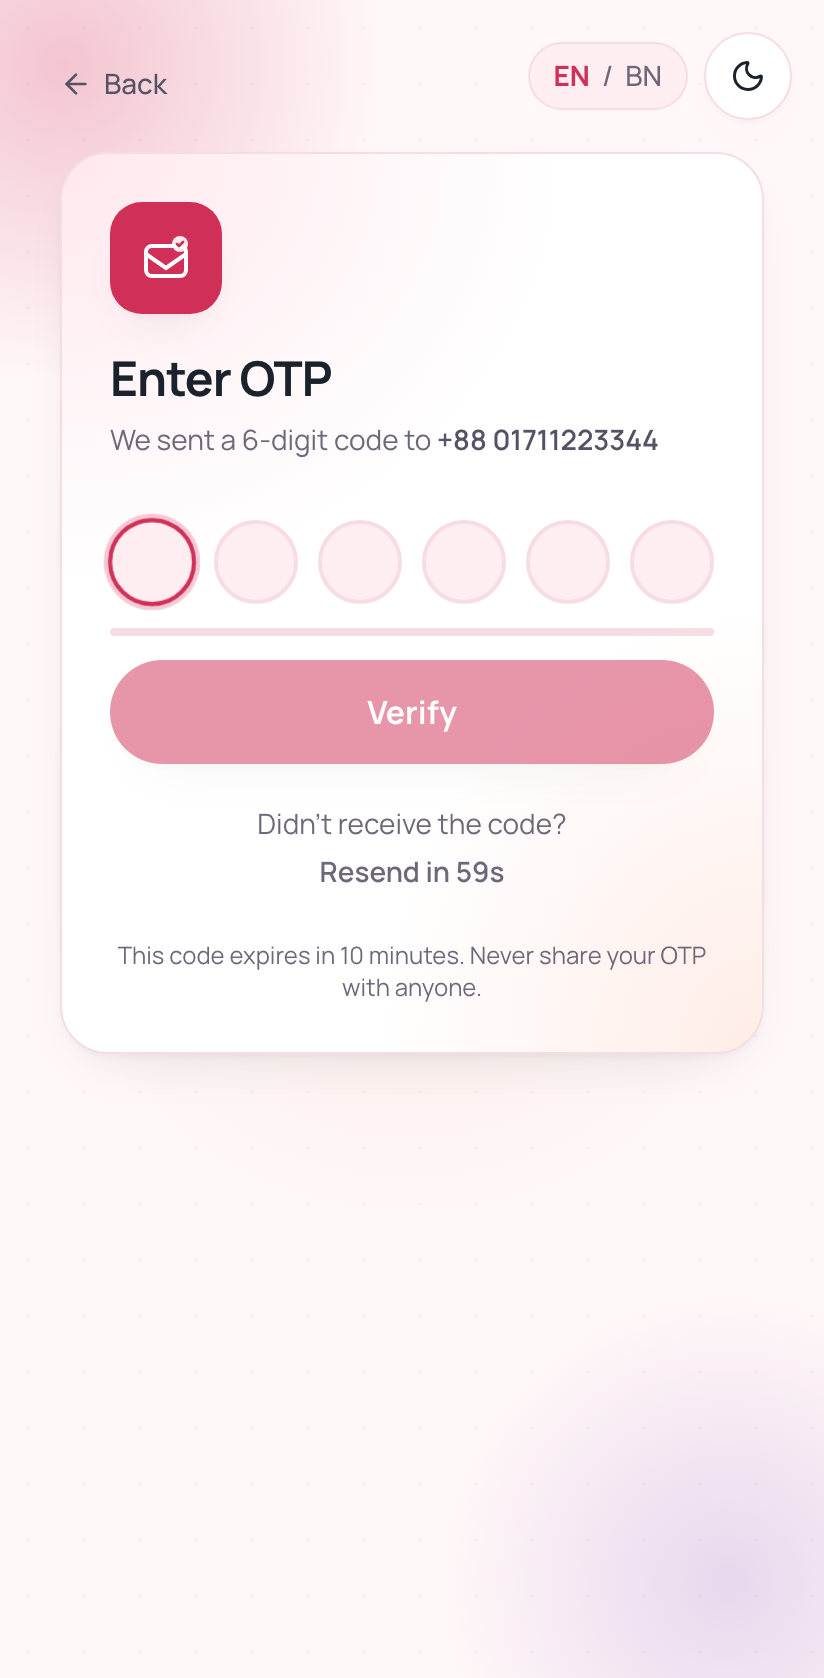 Back
EN / BN
Enter OTP
We sent a 6-digit code to +88 01711223344
Verify
Didn't receive the code?
Resend in 59s
This code expires in 10 minutes. Never share your OTP
with anyone.